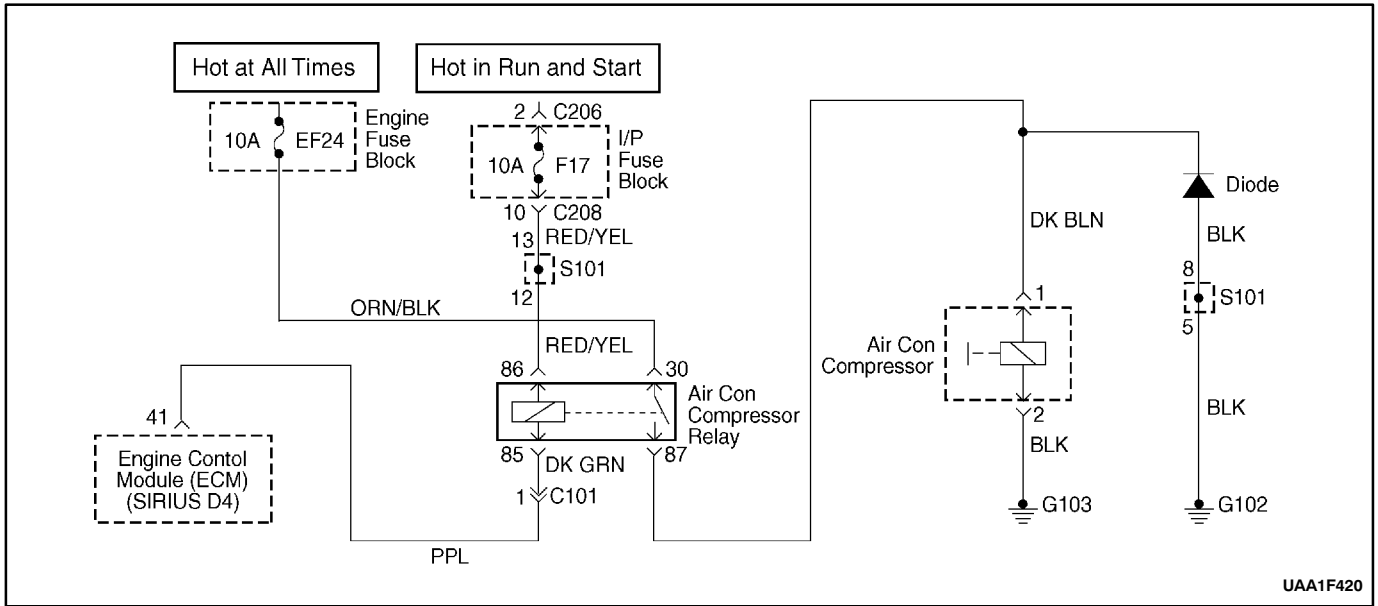 Hot at All Times
Hot in Run and Start
10A
EF24
Engine
Fuse
Block
2
C206
10A
F17
I/P
Fuse
Block
10
C208
13
RED/YEL
S101
12
ORN/BLK
RED/YEL
86
30
Air Con
Compressor
Relay
85
DK GRN
87
1
C101
41
Engine Contol
Module (ECM)
(SIRIUS D4)
PPL
DK BLN
1
Air Con
Compressor
2
BLK
G103
Diode
BLK
8
S101
5
BLK
G102
UAA1F420